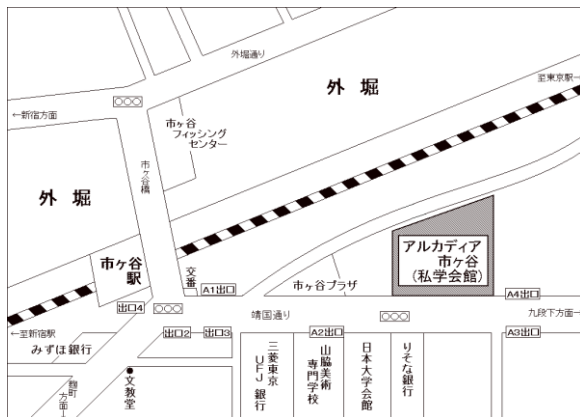 外堀通り
至東京駅→
外 堀
○○○
←新宿方面
市ヶ谷
フィッシング
センター
市ヶ谷橋
外 堀
アルカディア
市ヶ谷
(私学会館)
市ヶ谷
駅
交番
A1出口
市ヶ谷プラザ
A4出口
出口4
○○○
靖国通り
○○○
九段下方面→
←至新宿駅
出口2
出口3
A2出口
A3出口
みずほ銀行
麹町方面→
文教堂
三菱東京
UFJ銀行
山脇美術
専門学校
日本大学会館
りそな銀行